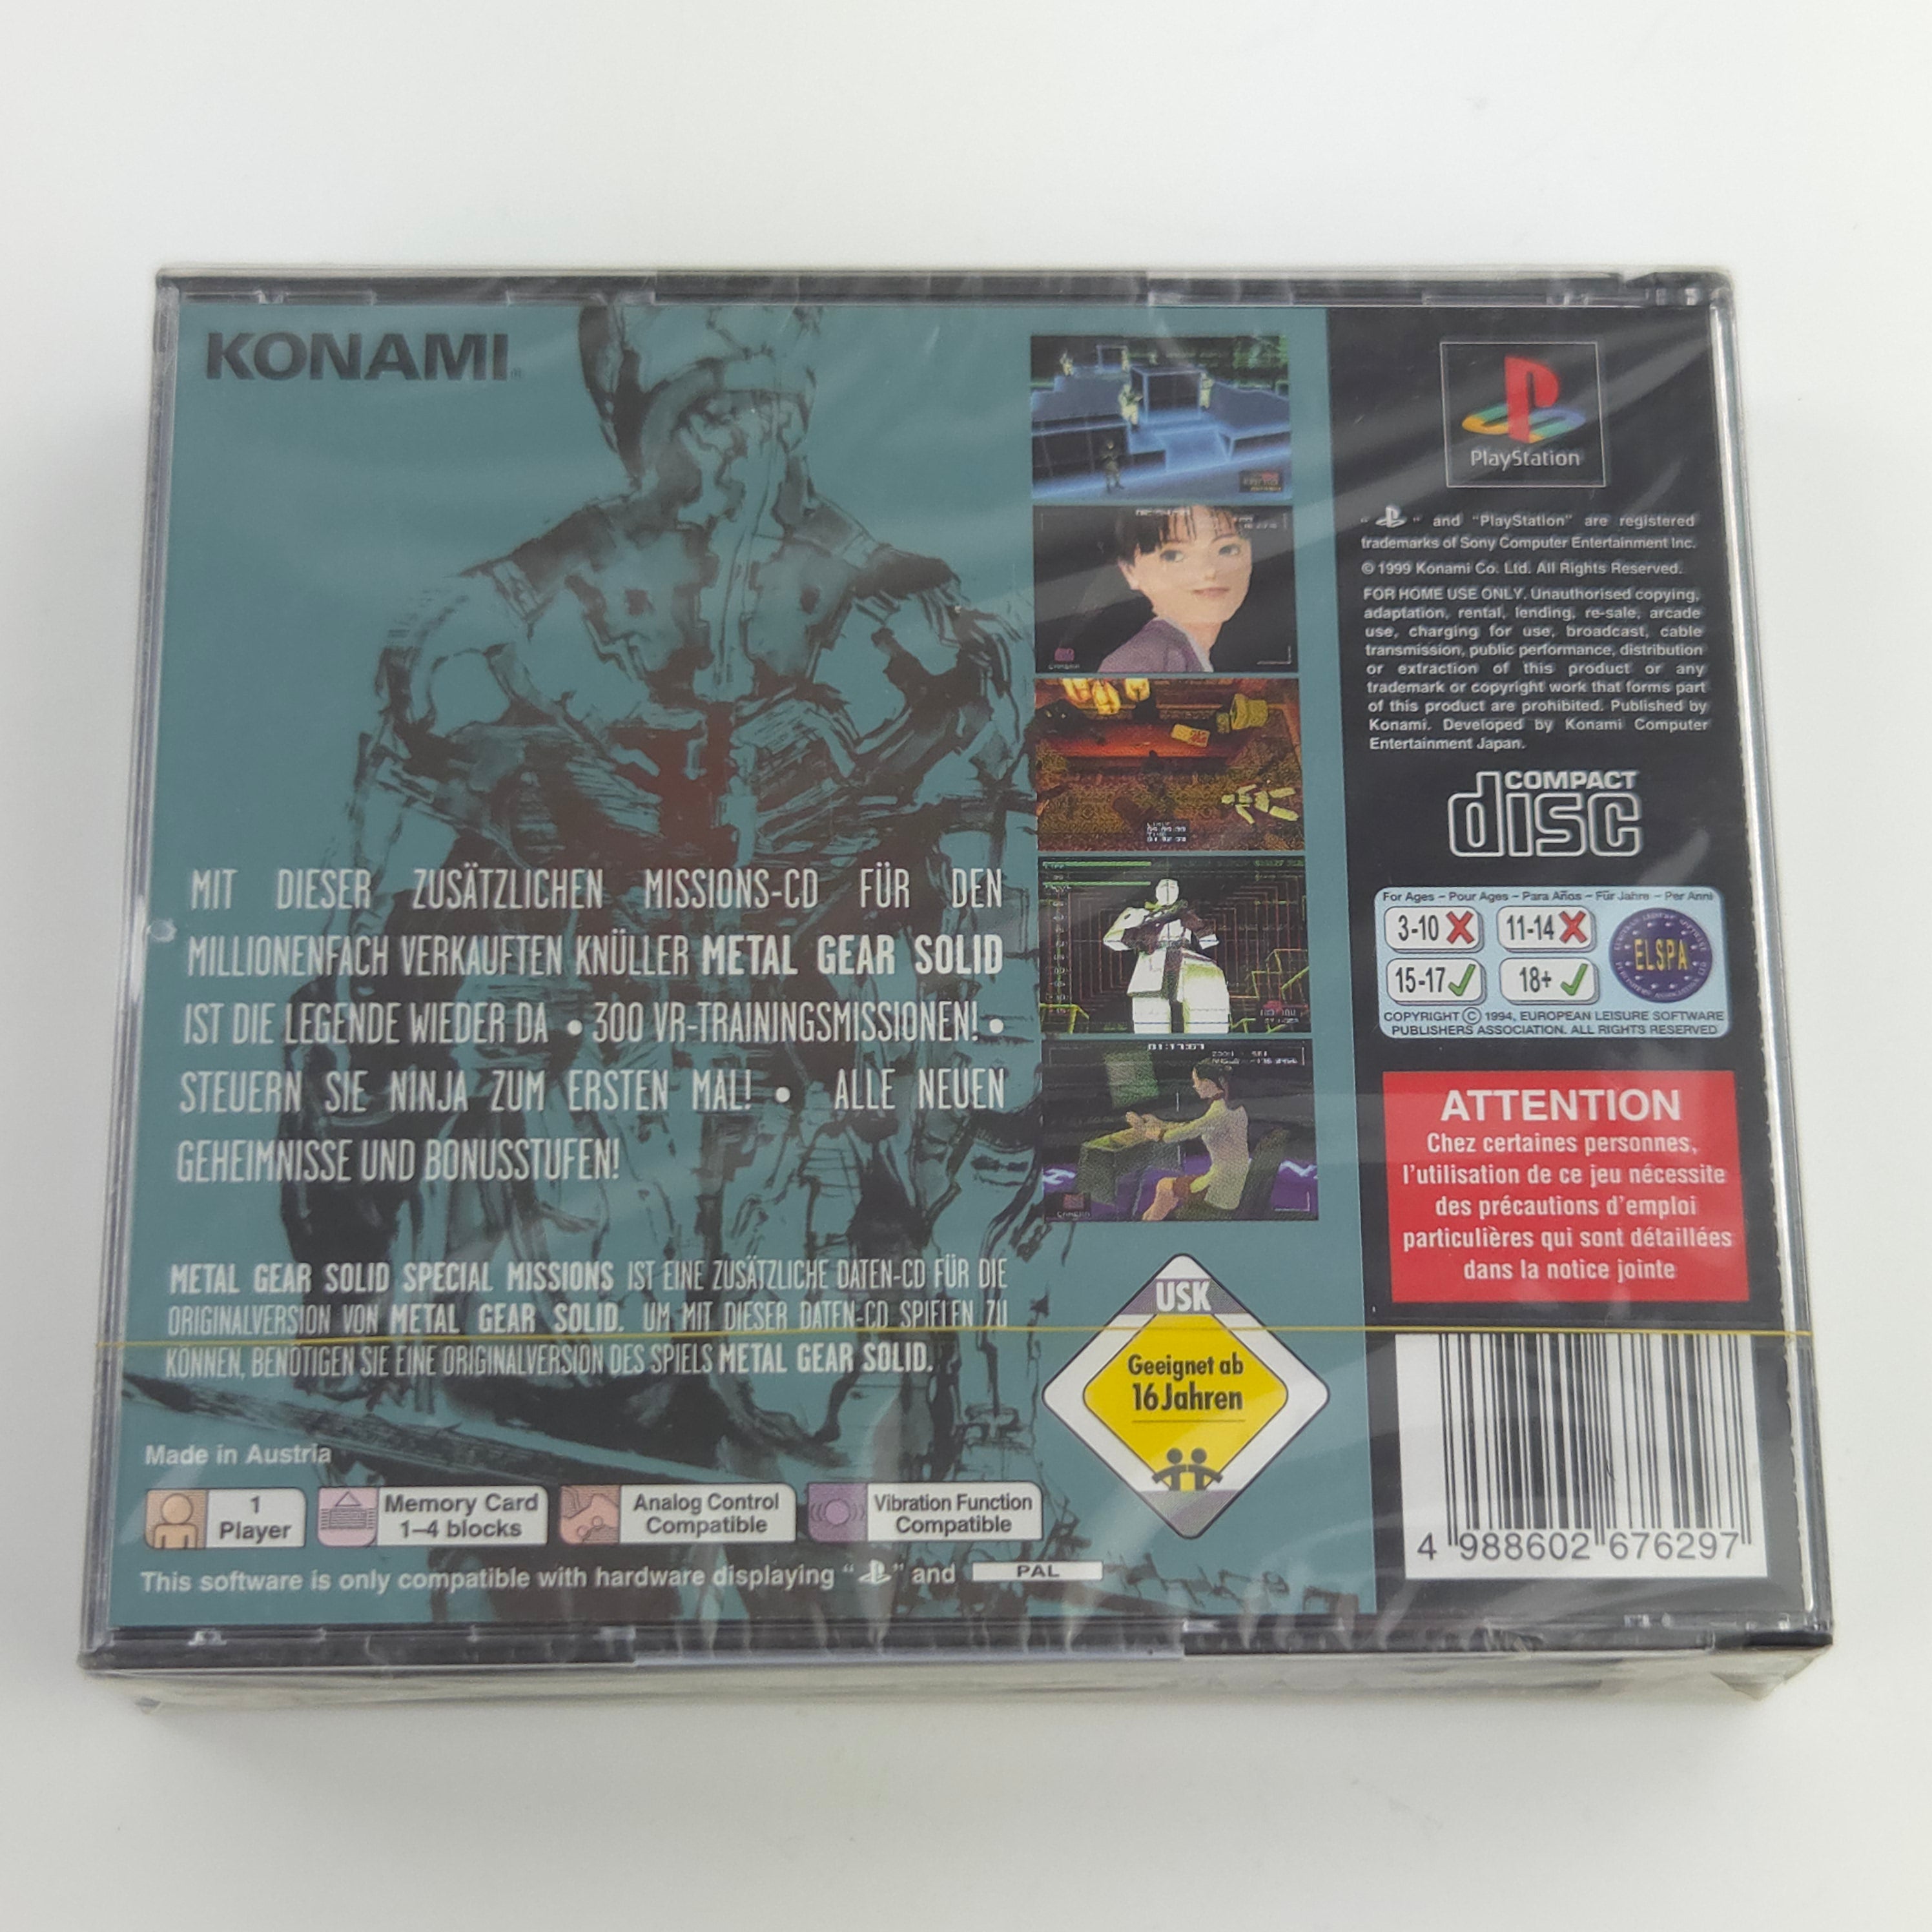 KONAMI®
MIT DIESER ZUSÄTZLICHEN MISSIONS-CD FÜR DEN
MILLIONENFACH VERKAUFTEN KNÜLLER METAL GEAR SOLID
IST DIE LEGENDE WIEDER DA • 300 VR-TRAININGSMISSIONEN! •
STEUERN SIE NINJA ZUM ERSTEN MAL! • ALLE NEUEN
GEHEIMNISSE UND BONUSSTUFEN!
METAL GEAR SOLID SPECIAL MISSIONS IST EINE ZUSÄTZLICHE DATEN-CD FÜR DIE
ORIGINALVERSION VON METAL GEAR SOLID. UM MIT DIESER DATEN-CD SPIELEN ZU
KÖNNEN, BENÖTIGEN SIE EINE ORIGINALVERSION DES SPIELS METAL GEAR SOLID.
Made in Austria
1
Player
Memory Card
1–4 blocks
Analog Control
Compatible
Vibration Function
Compatible
This software is only compatible with hardware displaying “ ” and PAL
CAMERA
01:17:67
CAMERA
USK
Geeignet ab
16 Jahren
PlayStation
“ ” and “PlayStation” are registered
trademarks of Sony Computer Entertainment Inc.
© 1999 Konami Co. Ltd. All Rights Reserved.
FOR HOME USE ONLY. Unauthorised copying,
adaptation, rental, lending, re-sale, arcade
use, charging for use, broadcast, cable
transmission, public performance, distribution
or extraction of this product or any
trademark or copyright work that forms part
of this product are prohibited. Published by
Konami. Developed by Konami Computer
Entertainment Japan.
COMPACT
disc
For Ages – Pour Ages – Para Años – Für Jahre – Per Anni
3-10 11-14
15-17 18+
ELSPA
COPYRIGHT © 1994, EUROPEAN LEISURE SOFTWARE
PUBLISHERS ASSOCIATION. ALL RIGHTS RESERVED
ATTENTION
Chez certaines personnes,
l'utilisation de ce jeu nécessite
des précautions d'emploi
particulières qui sont détaillées
dans la notice jointe
4 988602 676297